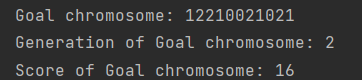 Goal chromosome: 12210021021
Generation of Goal chromosome: 2
Score of Goal chromosome: 16